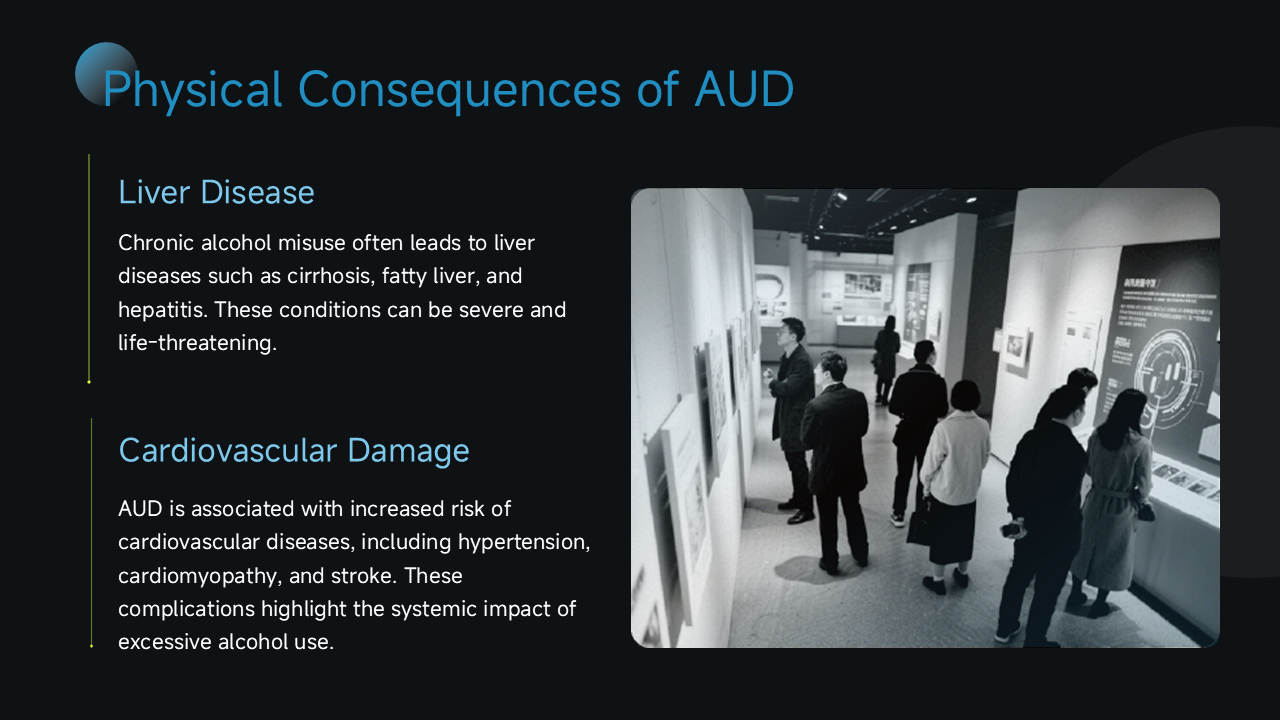 Physical Consequences of AUD
Liver Disease
Chronic alcohol misuse often leads to liver
diseases such as cirrhosis, fatty liver, and
hepatitis. These conditions can be severe and
life-threatening.
Cardiovascular Damage
AUD is associated with increased risk of
cardiovascular diseases, including hypertension,
cardiomyopathy, and stroke. These
complications highlight the systemic impact of
excessive alcohol use.